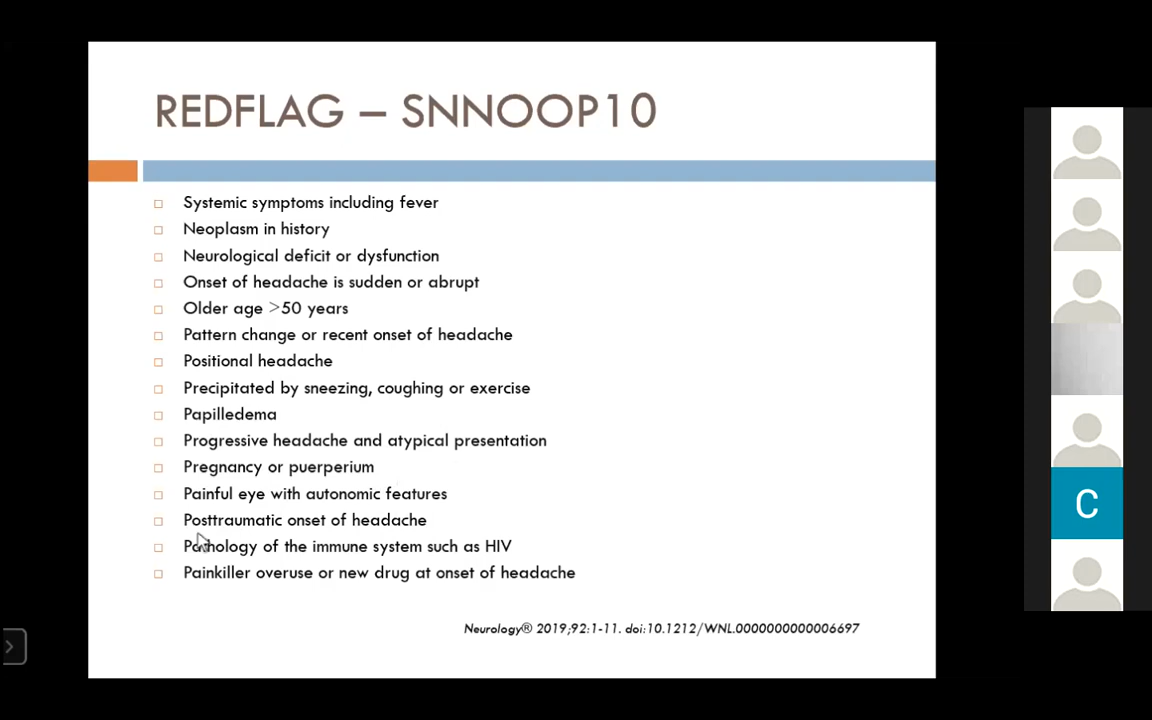 REDFLAG – SNNOOP10
Systemic symptoms including fever
Neoplasm in history
Neurological deficit or dysfunction
Onset of headache is sudden or abrupt
Older age >50 years
Pattern change or recent onset of headache
Positional headache
Precipitated by sneezing, coughing or exercise
Papilledema
Progressive headache and atypical presentation
Pregnancy or puerperium
Painful eye with autonomic features
Posttraumatic onset of headache
Pathology of the immune system such as HIV
Painkiller overuse or new drug at onset of headache
Neurology® 2019;92:1-11. doi:10.1212/WNL.0000000000006697
C